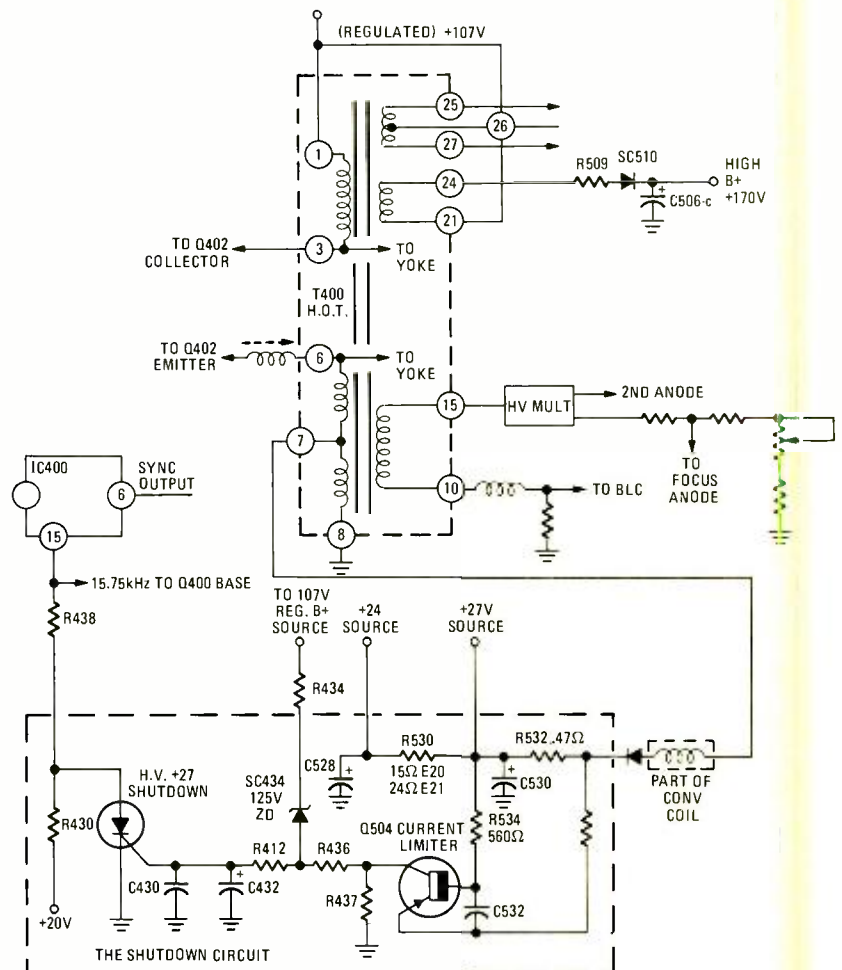 (REGULATED) +107V
25
26
27
1
24
21
R509
SC510
HIGH
B+
+170V
C506-c
+
TO Q402
COLLECTOR
3
TO
YOKE
T400
H.O.T.
TO Q402
EMITTER
6
TO
YOKE
15
HV MULT
2ND ANODE
TO
FOCUS
ANODE
7
10
TO BLC
8
IC400
6
SYNC
OUTPUT
15
15.75kHz TO Q400 BASE
R438
TO 107V
REG. B+
SOURCE
+24
SOURCE
+27V
SOURCE
R434
H.V. +27
SHUTDOWN
R430
+20V
SC434
125V
ZD
C528
+
R530
15Ω E20
24Ω E21
R532, .47Ω
+
C530
PART OF
CONV
COIL
R534
560Ω
Q504 CURRENT
LIMITER
R412
R436
C430
+
C432
R437
C532
THE SHUTDOWN CIRCUIT